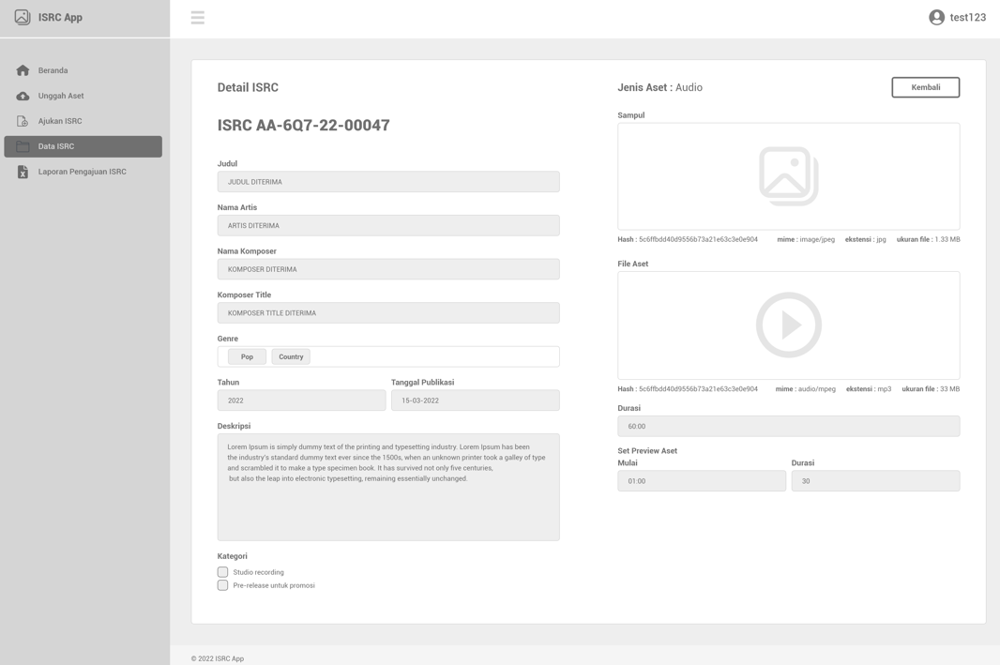 ISRC App
test123
Beranda
Unggah Aset
Ajukan ISRC
Data ISRC
Laporan Pengajuan ISRC
Detail ISRC
ISRC AA-6Q7-22-00047
Judul
JUDUL DITERIMA
Nama Artis
ARTIS DITERIMA
Nama Komposer
KOMPOSER DITERIMA
Komposer Title
KOMPOSER TITLE DITERIMA
Genre
Pop Country
Tahun Tanggal Publikasi
2022 15-03-2022
Deskripsi
Lorem Ipsum is simply dummy text of the printing and typesetting industry. Lorem Ipsum has been
the industry's standard dummy text ever since the 1500s, when an unknown printer took a galley of type
and scrambled it to make a type specimen book. It has survived not only five centuries,
but also the leap into electronic typesetting, remaining essentially unchanged.
Kategori
Studio recording
Pre-release untuk promosi
Jenis Aset : Audio
Kembali
Sampul
Hash : 5c6ffbdd40d9556b73a21e63c3e0e904 mime : image/jpeg ekstensi : jpg ukuran file : 1.33 MB
File Aset
Hash : 5c6ffbdd40d9556b73a21e63c3e0e904 mime : audio/mpeg ekstensi : mp3 ukuran file : 33 MB
Durasi
60:00
Set Preview Aset
Mulai Durasi
01:00 30
© 2022 ISRC App